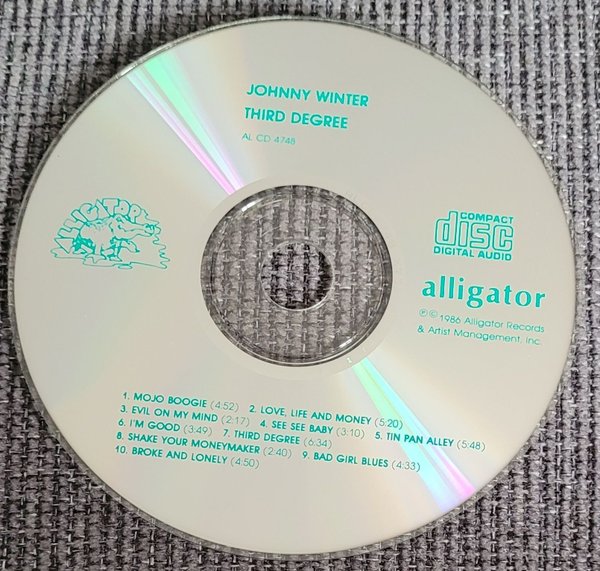 JOHNNY WINTER
THIRD DEGREE
AL CD 4748
ALLIGATOR
COMPACT
disc
DIGITAL AUDIO
alligator
℗ © 1986 Alligator Records
& Artist Management, Inc.
1. MOJO BOOGIE (4:52) 2. LOVE, LIFE AND MONEY (5:20)
3. EVIL ON MY MIND (2:17) 4. SEE SEE BABY (3:10) 5. TIN PAN ALLEY (5:48)
6. I'M GOOD (3:49) 7. THIRD DEGREE (6:34)
8. SHAKE YOUR MONEYMAKER (2:40) 9. BAD GIRL BLUES (4:33)
10. BROKE AND LONELY (4:50)